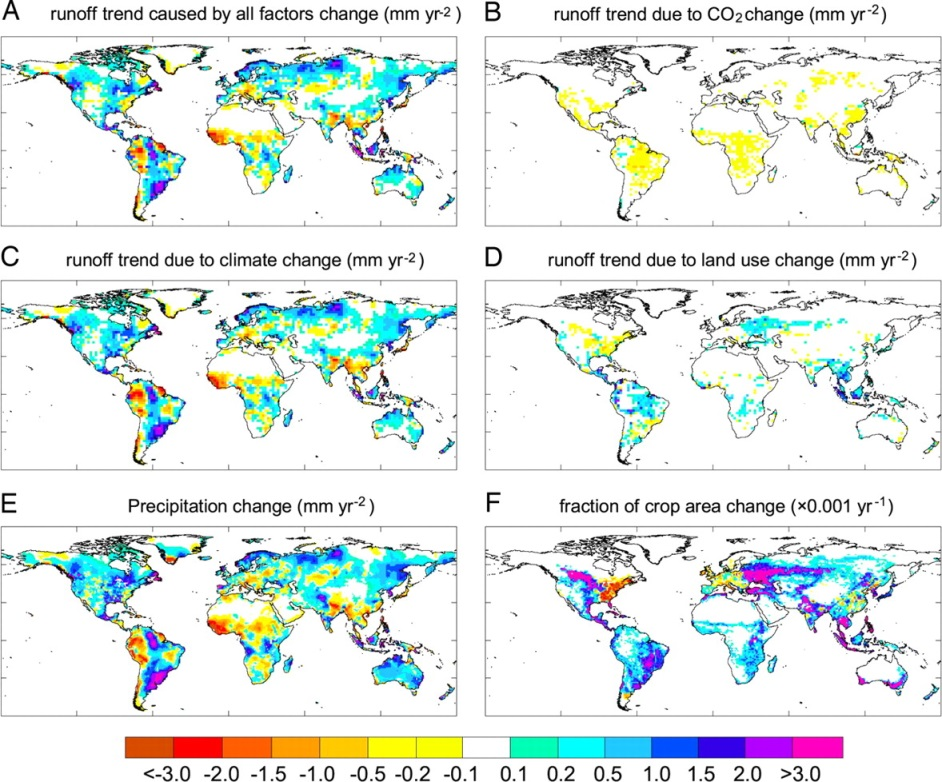 A runoff trend caused by all factors change (mm yr-2)
B runoff trend due to CO2 change (mm yr-2)
C runoff trend due to climate change (mm yr-2)
D runoff trend due to land use change (mm yr-2)
E Precipitation change (mm yr-2)
F fraction of crop area change (×0.001 yr-1)
<-3.0 -2.0 -1.5 -1.0 -0.2 -0.1 0.1 0.2 0.5 1.0 1.5 2.0 >3.0